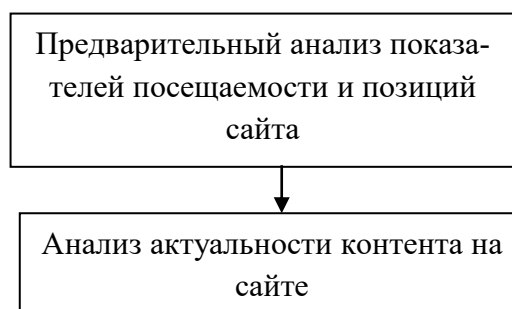 Предварительный анализ показа-
телей посещаемости и позиций
сайта
Анализ актуальности контента на
сайте